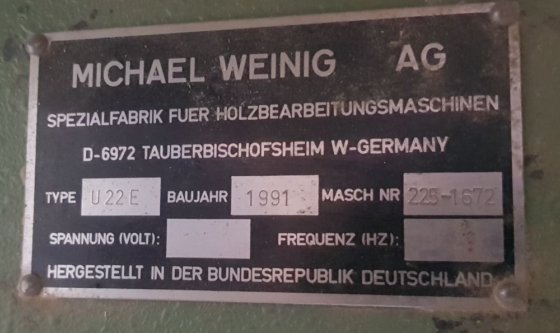 MICHAEL WEINIG AG
SPEZIALFABRIK FUER HOLZBEARBEITUNGSMASCHINEN
D-6972 TAUBERBISCHOFSHEIM W-GERMANY
TYPE U22E BAUJAHR 1991 MASCH NR 225-1672
SPANNUNG (VOLT): FREQUENZ (HZ):
HERGESTELLT IN DER BUNDESREPUBLIK DEUTSCHLAND